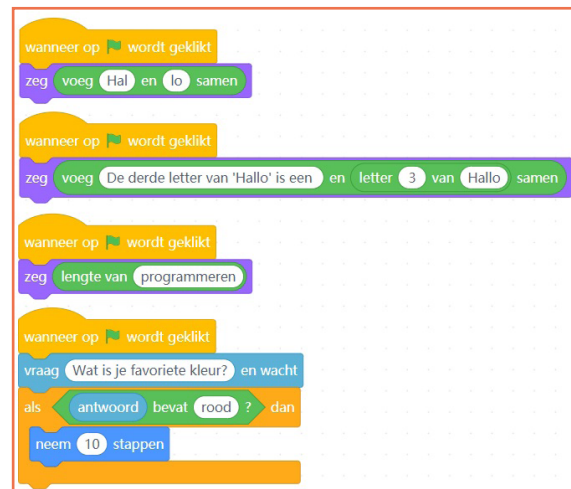 wanneer op wordt geklikt
zeg voeg Hal en lo samen
wanneer op wordt geklikt
zeg voeg De derde letter van 'Hallo' is een en letter 3 van Hallo samen
wanneer op wordt geklikt
zeg lengte van programmeren
wanneer op wordt geklikt
vraag Wat is je favoriete kleur? en wacht
als antwoord bevat rood ? dan
neem 10 stappen